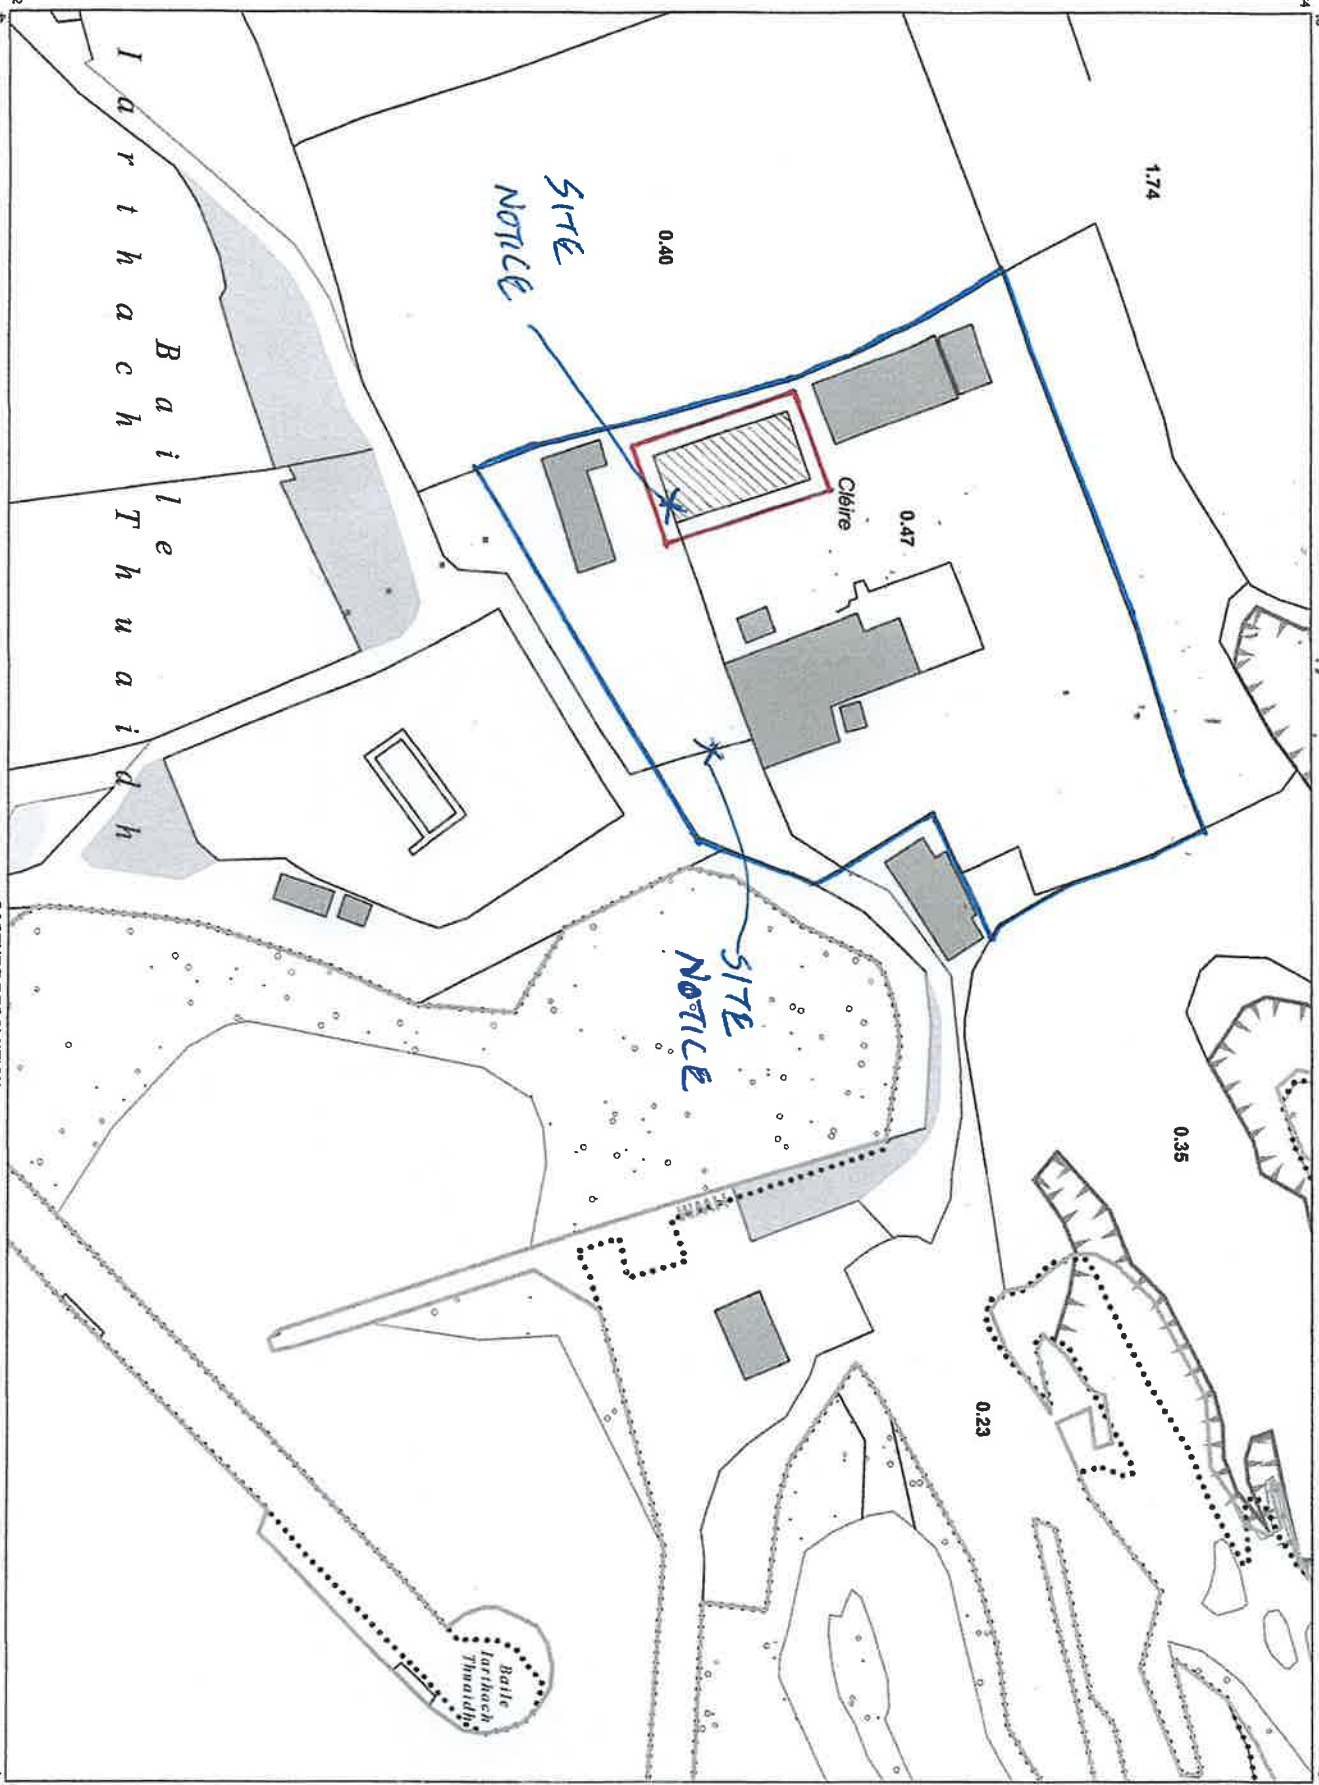 1.74
0.40
SITE
NOTICE
Cléire
0.47
Baile
Iarthach Thuaidh
SITE
NOTICE
0.35
0.23
Baile
Iarthach
Thuaidh